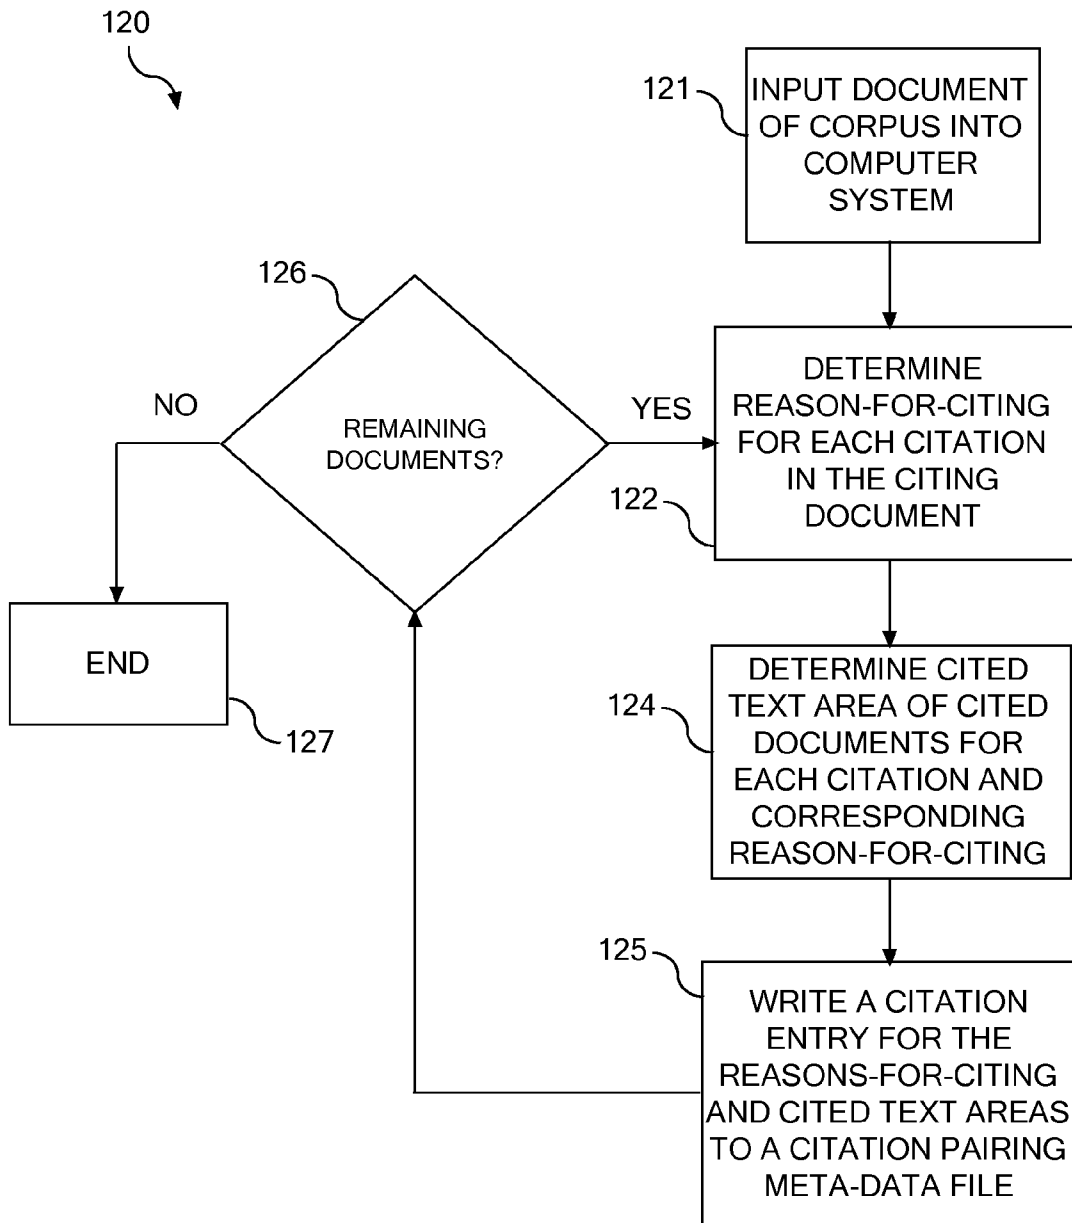 120
121
INPUT DOCUMENT
OF CORPUS INTO
COMPUTER
SYSTEM
126
REMAINING
DOCUMENTS?
NO
YES
DETERMINE
REASON-FOR-CITING
FOR EACH CITATION
IN THE CITING
DOCUMENT
122
END
127
124
DETERMINE CITED
TEXT AREA OF CITED
DOCUMENTS FOR
EACH CITATION AND
CORRESPONDING
REASON-FOR-CITING
125
WRITE A CITATION
ENTRY FOR THE
REASONS-FOR-CITING
AND CITED TEXT AREAS
TO A CITATION PAIRING
META-DATA FILE